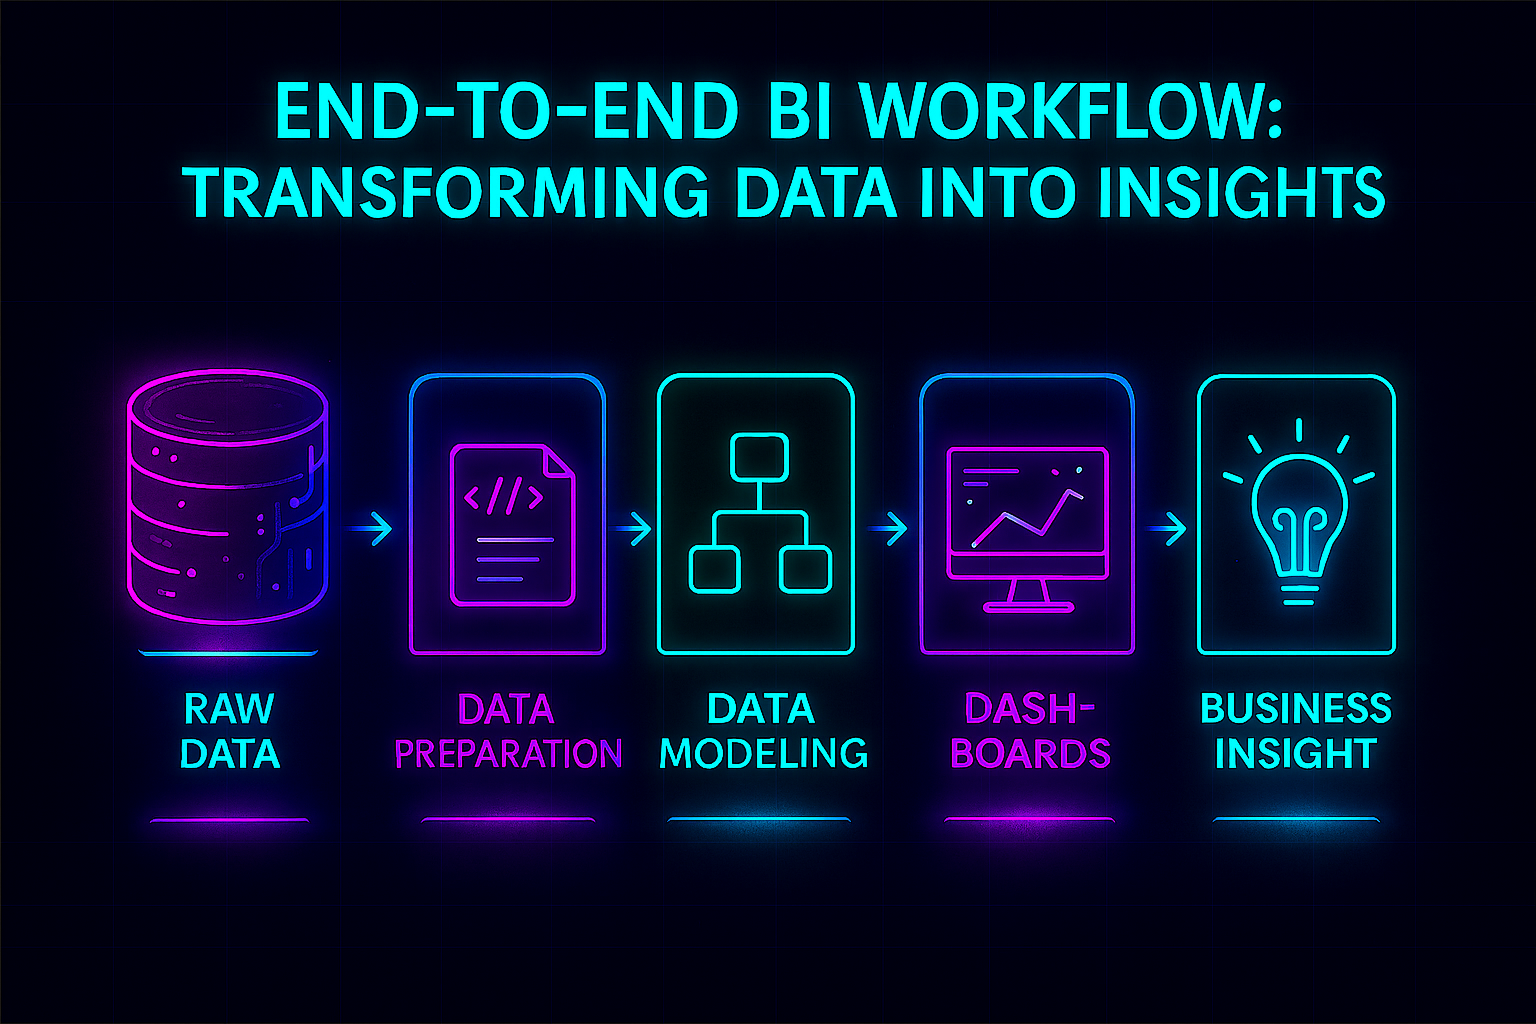 END-TO-END BI WORKFLOW:
TRANSFORMING DATA INTO INSIGHTS
</>
RAW
DATA
DATA
PREPARATION
DATA
MODELING
DASH-
BOARDS
BUSINESS
INSIGHT